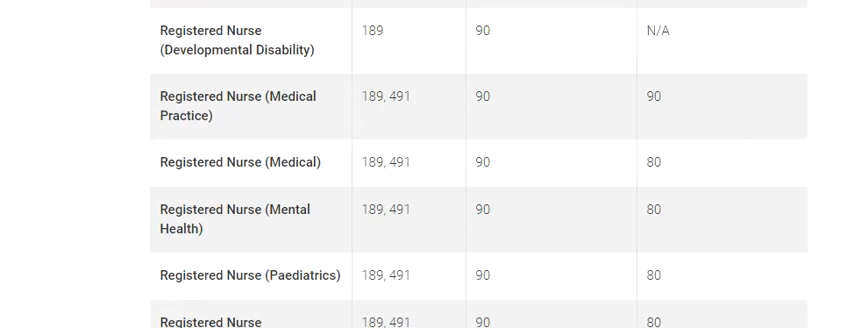 Registered Nurse (Developmental Disability) 189 90 N/A
Registered Nurse (Medical Practice) 189, 491 90 90
Registered Nurse (Medical) 189, 491 90 80
Registered Nurse (Mental Health) 189, 491 90 80
Registered Nurse (Paediatrics) 189, 491 90 80
Registered Nurse 189, 491 90 80